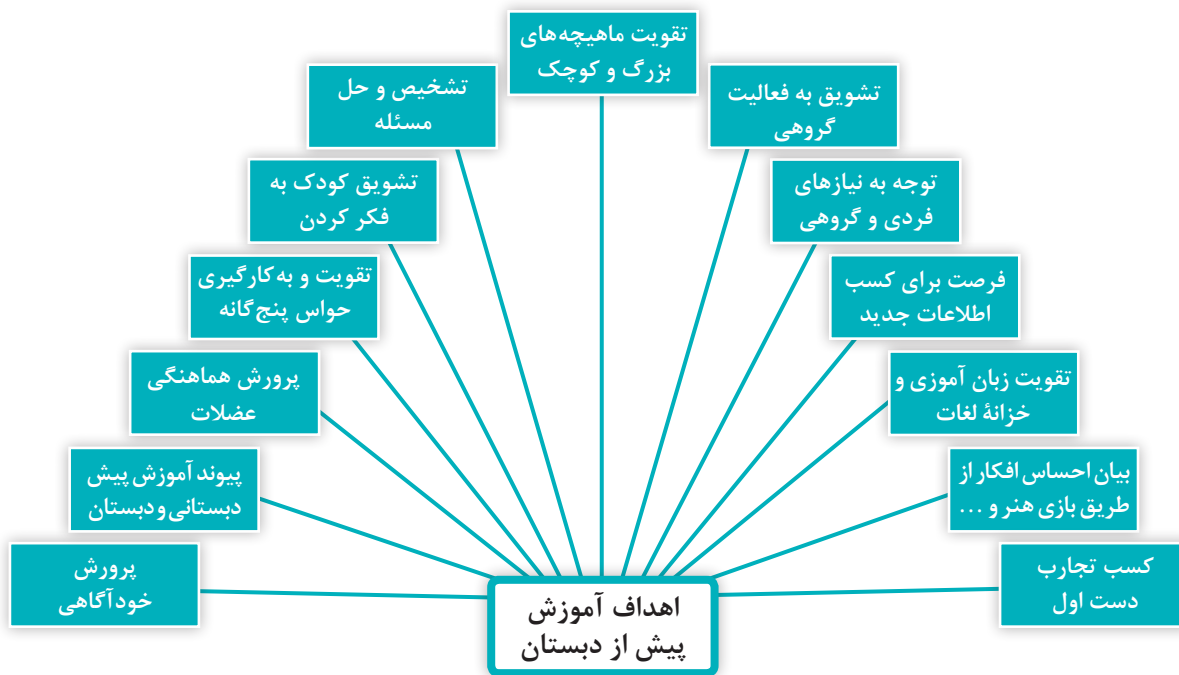 تقویت ماهیچه‌های
بزرگ و کوچک
تشویق به فعالیت
گروهی
توجه به نیازهای
فردی و گروهی
فرصت برای کسب
اطلاعات جدید
تقویت زبان آموزی و
خزانهٔ لغات
بیان احساس افکار از
طریق بازی هنر و ...
کسب تجارب
دست اول
تشخیص و حل
مسئله
تشویق کودک به
فکر کردن
تقویت و به‌کارگیری
حواس پنج‌گانه
پرورش هماهنگی
عضلات
پیوند آموزش پیش
دبستانی و دبستان
پرورش
خودآگاهی
اهداف آموزش
پیش از دبستان